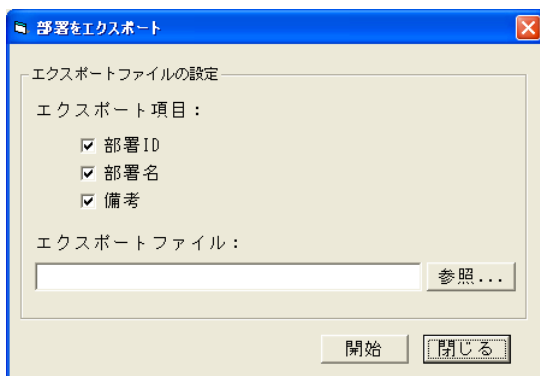 部署をエクスポート
エクスポートファイルの設定
エクスポート項目：
部署ID
部署名
備考
エクスポートファイル：
参照...
開始 閉じる